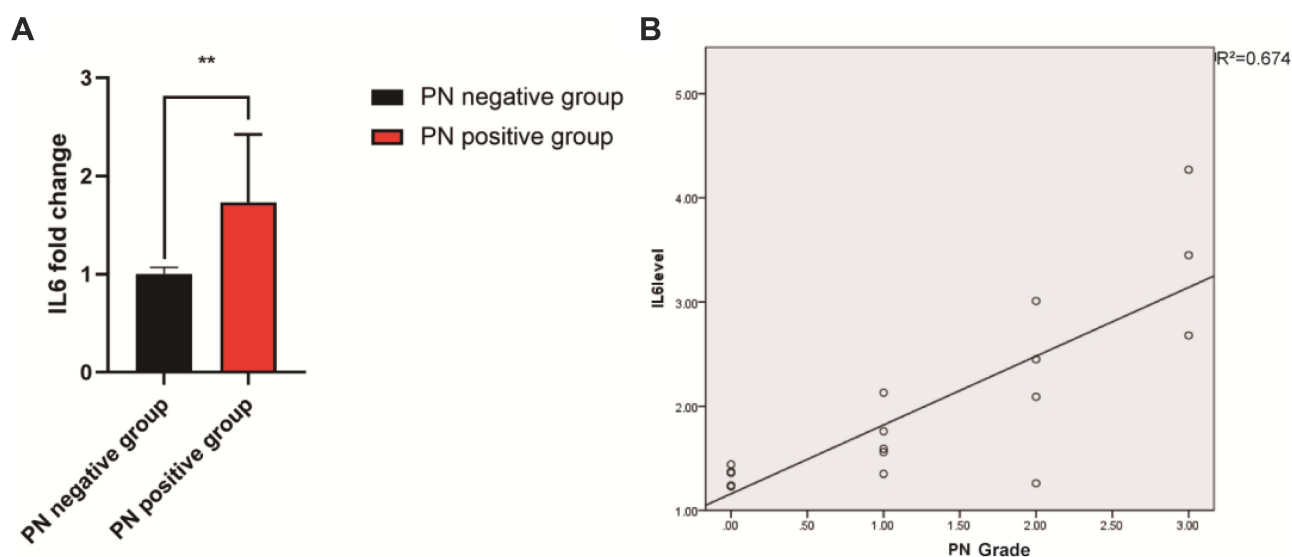 A
**
3
2
1
0
IL6 fold change
PN negative group
PN positive group
PN negative group
PN positive group
B
R²=0.674
5.00
4.00
3.00
2.00
1.00
IL6level
.00 .50 1.00 1.50 2.00 2.50 3.00
PN Grade